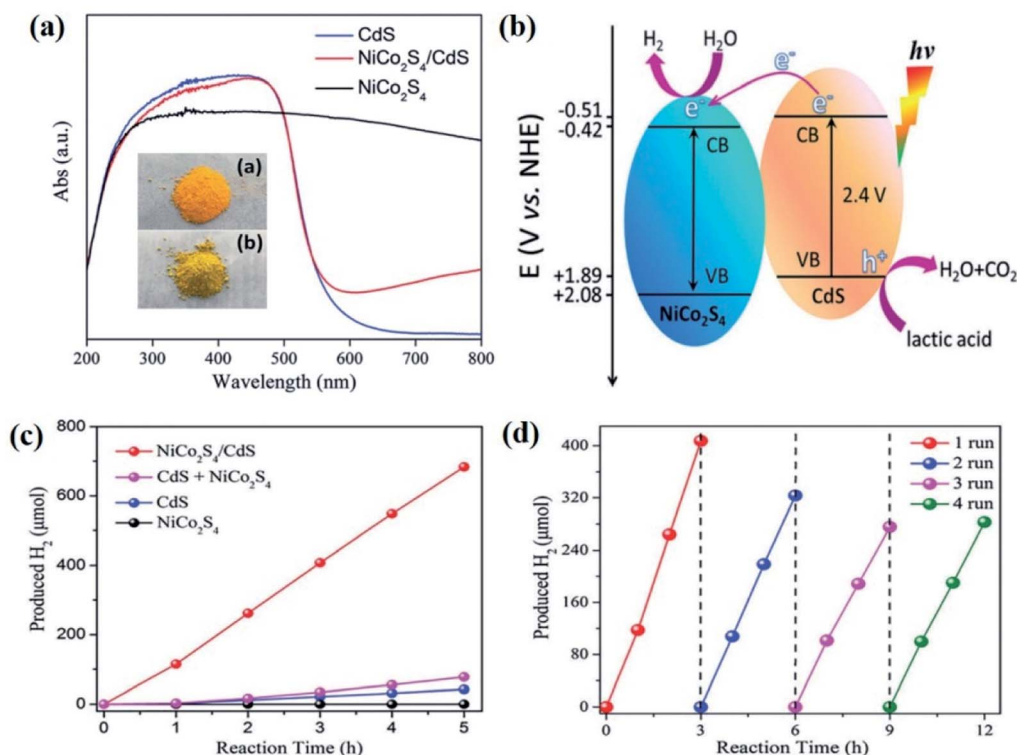 (a)
CdS
NiCo₂S₄/CdS
NiCo₂S₄
Abs (a.u.)
(a)
(b)
200 300 400 500 600 700 800
Wavelength (nm)
(b)
H₂ H₂O
e⁻
hν
E (V vs. NHE)
-0.51
-0.42
+1.89
+2.08
e⁻ e⁻
CB CB
2.4 V
VB VB h⁺
NiCo₂S₄ CdS
H₂O+CO₂
lactic acid
(c)
800
600
400
200
0
Produced H₂ (μmol)
NiCo₂S₄/CdS
CdS + NiCo₂S₄
CdS
NiCo₂S₄
0 1 2 3 4 5
Reaction Time (h)
(d)
400
320
240
160
80
0
Produced H₂ (μmol)
1 run
2 run
3 run
4 run
0 3 6 9 12
Reaction Time (h)